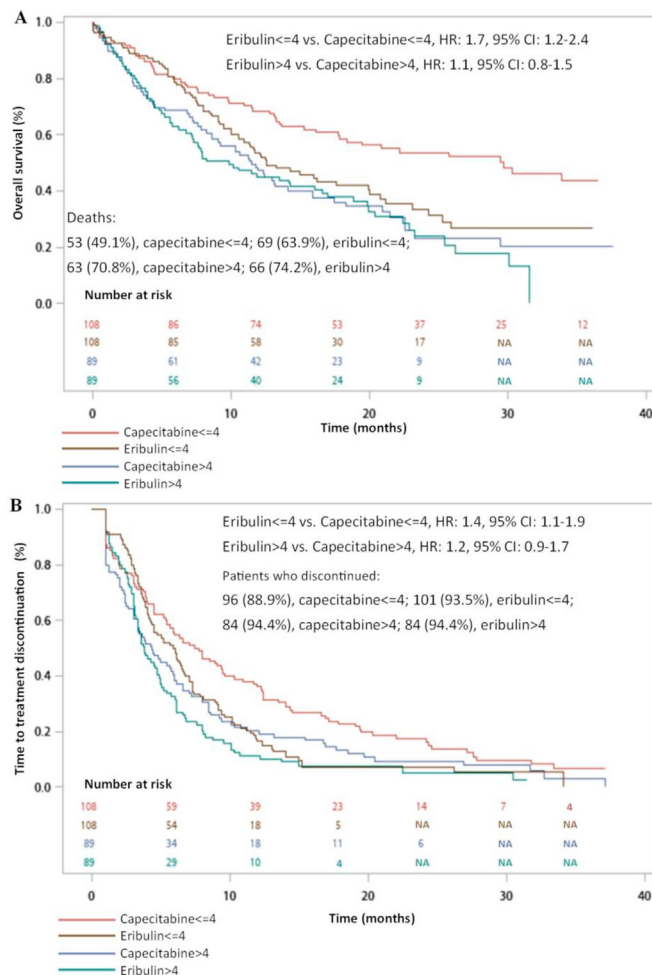 A
Eribulin<=4 vs. Capecitabine<=4, HR: 1.7, 95% CI: 1.2-2.4
Eribulin>4 vs. Capecitabine>4, HR: 1.1, 95% CI: 0.8-1.5
Overall survival (%)
1.0
0.8
0.6
0.4
0.2
0.0
Deaths:
53 (49.1%), capecitabine<=4; 69 (63.9%), eribulin<=4;
63 (70.8%), capecitabine>4; 66 (74.2%), eribulin>4
Number at risk
108 86 74 53 37 25 12
108 85 58 30 17 NA NA
89 61 42 23 9 NA NA
89 56 40 24 9 NA NA
0 10 20 30 40
Time (months)
Capecitabine<=4
Eribulin<=4
Capecitabine>4
Eribulin>4
B
Eribulin<=4 vs. Capecitabine<=4, HR: 1.4, 95% CI: 1.1-1.9
Eribulin>4 vs. Capecitabine>4, HR: 1.2, 95% CI: 0.9-1.7
Patients who discontinued:
96 (88.9%), capecitabine<=4; 101 (93.5%), eribulin<=4;
84 (94.4%), capecitabine>4; 84 (94.4%), eribulin>4
Time to treatment discontinuation (%)
1.0
0.8
0.6
0.4
0.2
0.0
Number at risk
108 59 39 23 14 7 4
108 54 18 5 NA NA NA
89 34 18 11 6 NA NA
89 29 10 4 NA NA NA
0 10 20 30 40
Time (months)
Capecitabine<=4
Eribulin<=4
Capecitabine>4
Eribulin>4